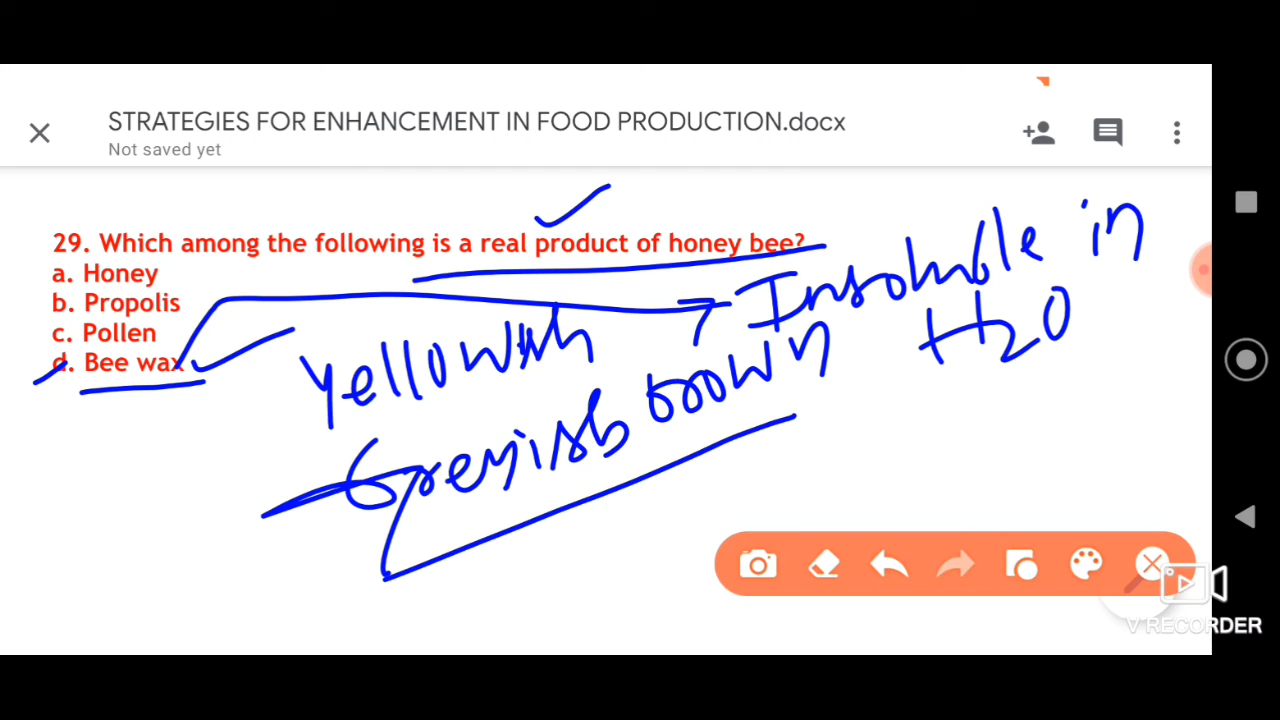 STRATEGIES FOR ENHANCEMENT IN FOOD PRODUCTION.docx
Not saved yet
29. Which among the following is a real product of honey bee?
a. Honey
b. Propolis
c. Pollen
d. Bee wax
Insoluble in
H2O
Yellowish
Greyish brown
V RECORDER